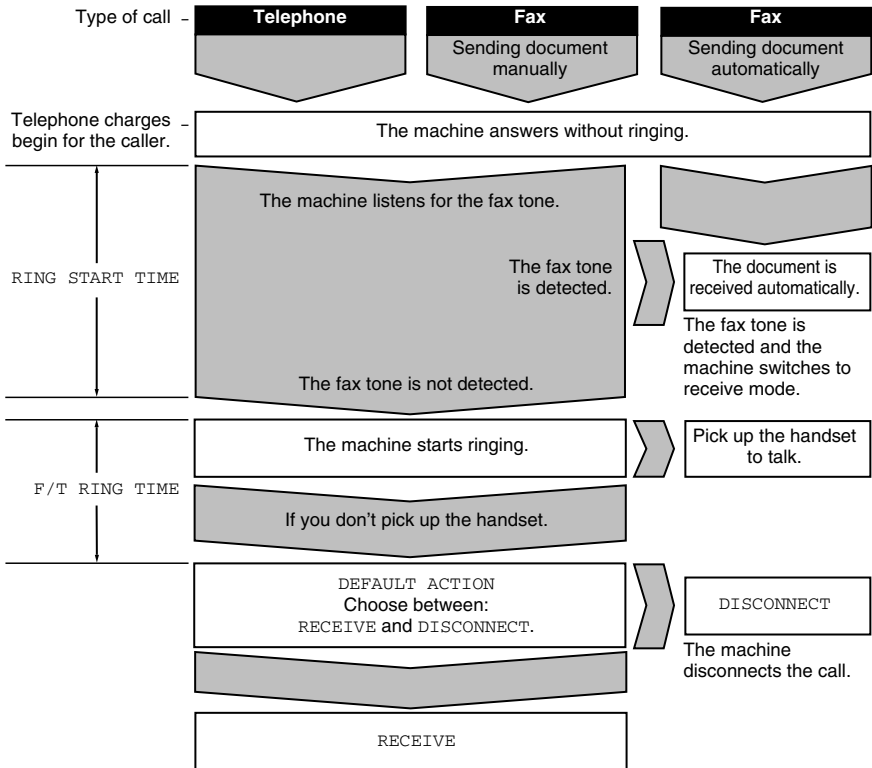 Type of call
Telephone
Fax
Fax
Sending document
manually
Sending document
automatically
Telephone charges
begin for the caller.
The machine answers without ringing.
The machine listens for the fax tone.
RING START TIME
The fax tone
is detected.
The document is
received automatically.
The fax tone is
detected and the
machine switches to
receive mode.
The fax tone is not detected.
The machine starts ringing.
Pick up the handset
to talk.
F/T RING TIME
If you don't pick up the handset.
DEFAULT ACTION
Choose between:
RECEIVE and DISCONNECT.
DISCONNECT
The machine
disconnects the call.
RECEIVE